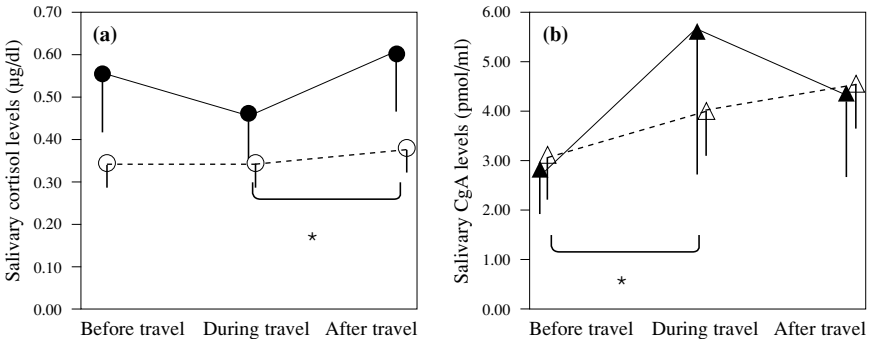 Salivary cortisol levels (μg/dl)
0.70
0.60
0.50
0.40
0.30
0.20
0.10
0.00
(a)
*
Before travel During travel After travel
Salivary CgA levels (pmol/ml)
6.00
5.00
4.00
3.00
2.00
1.00
0.00
(b)
*
Before travel During travel After travel